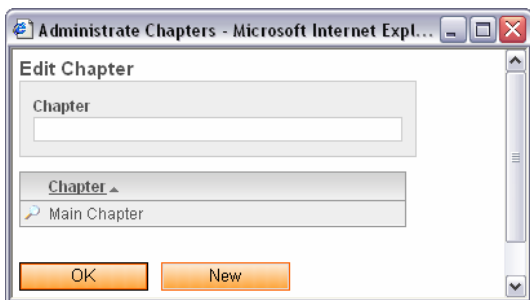 Administrate Chapters - Microsoft Internet Expl...
Edit Chapter
Chapter
Chapter
Main Chapter
OK New